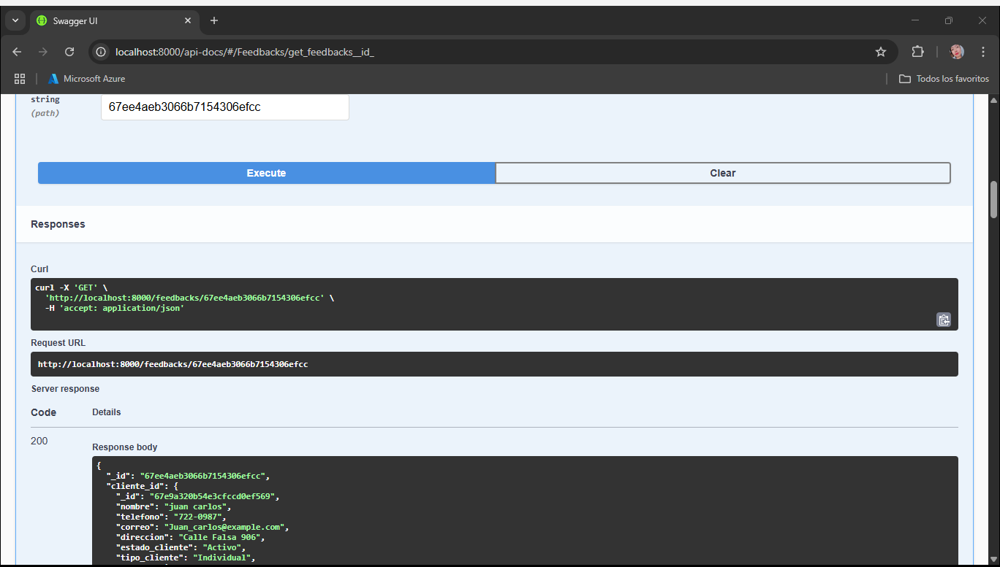 Swagger UI
localhost:8000/api-docs/#/Feedbacks/get_feedbacks__id_
Microsoft Azure
Todos los favoritos
string
(path)
67ee4aeb3066b7154306efcc
Execute
Clear
Responses
Curl
curl -X 'GET' \
'http://localhost:8000/feedbacks/67ee4aeb3066b7154306efcc' \
-H 'accept: application/json'
Request URL
http://localhost:8000/feedbacks/67ee4aeb3066b7154306efcc
Server response
Code
Details
200
Response body
{
"_id": "67ee4aeb3066b7154306efcc",
"cliente_id": {
"_id": "67e9a320b54e3cfccd0ef569",
"nombre": "juan carlos",
"telefono": "722-0987",
"correo": "Juan_carlos@example.com",
"direccion": "Calle Falsa 906",
"estado_cliente": "Activo",
"tipo_cliente": "Individual",